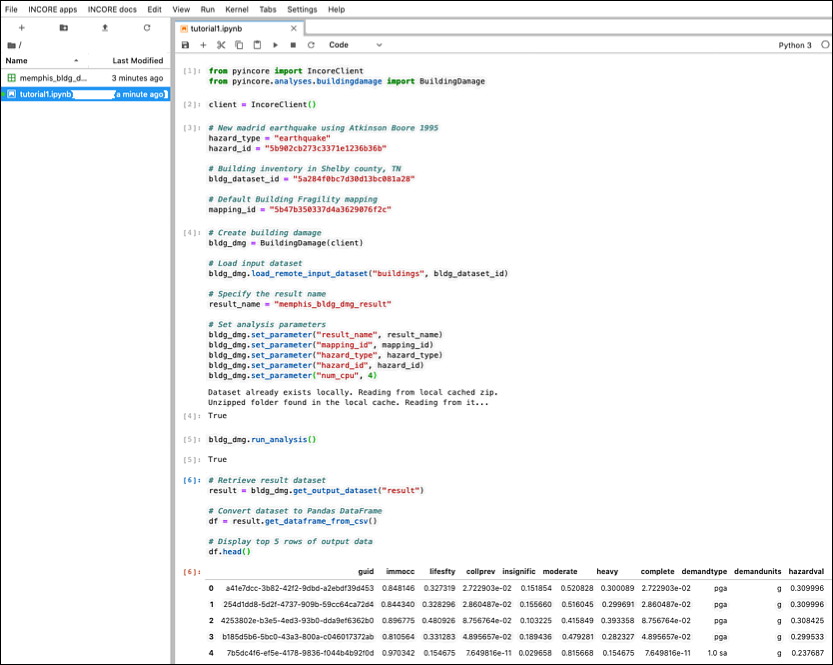 File INCORE apps INCORE docs Edit View Run Kernel Tabs Settings Help
tutorial1.ipynb
Code Python 3
/
Name Last Modified
memphis_bldg_d... 3 minutes ago
tutorial1.ipynb a minute ago
[1]: from pyincore import IncoreClient
from pyincore.analyses.buildingdamage import BuildingDamage
[2]: client = IncoreClient()
[3]: # New madrid earthquake using Atkinson Boore 1995
hazard_type = "earthquake"
hazard_id = "5b902cb273c3371e1236b36b"
# Building inventory in Shelby county, TN
bldg_dataset_id = "5a284f0bc7d30d13bc081a28"
# Default Building Fragility mapping
mapping_id = "5b47b350337d4a3629076f2c"
[4]: # Create building damage
bldg_dmg = BuildingDamage(client)
# Load input dataset
bldg_dmg.load_remote_input_dataset("buildings", bldg_dataset_id)
# Specify the result name
result_name = "memphis_bldg_dmg_result"
# Set analysis parameters
bldg_dmg.set_parameter("result_name", result_name)
bldg_dmg.set_parameter("mapping_id", mapping_id)
bldg_dmg.set_parameter("hazard_type", hazard_type)
bldg_dmg.set_parameter("hazard_id", hazard_id)
bldg_dmg.set_parameter("num_cpu", 4)
Dataset already exists locally. Reading from local cached zip.
Unzipped folder found in the local cache. Reading from it...
[4]: True
[5]: bldg_dmg.run_analysis()
[5]: True
[6]: # Retrieve result dataset
result = bldg_dmg.get_output_dataset("result")
# Convert dataset to Pandas DataFrame
df = result.get_dataframe_from_csv()
# Display top 5 rows of output data
df.head()
[6]: guid immocc lifesfty collprev insignific moderate heavy complete demandtype demandunits hazardval
0 a41e7dcc-3b82-42f2-9dbd-a2ebdf39d453 0.848146 0.327319 2.722903e-02 0.151854 0.520828 0.300089 2.722903e-02 pga g 0.309996
1 254d1dd8-5d2f-4737-909b-59cc64ca72d4 0.844340 0.328296 2.860487e-02 0.155660 0.516045 0.299691 2.860487e-02 pga g 0.309996
2 4253802e-b3e5-4ed3-93b0-dda9ef6362b0 0.896775 0.480926 8.756764e-02 0.103225 0.415849 0.393358 8.756764e-02 pga g 0.308425
3 b185d5b6-5bc0-43a3-800a-c046017372ab 0.810564 0.331283 4.895657e-02 0.189436 0.479281 0.282327 4.895657e-02 pga g 0.299533
4 7b5dc4f6-ef5e-4178-9836-f044b4b92f0d 0.970342 0.154675 7.649816e-11 0.029658 0.815668 0.154675 7.649816e-11 1.0 sa g 0.237687